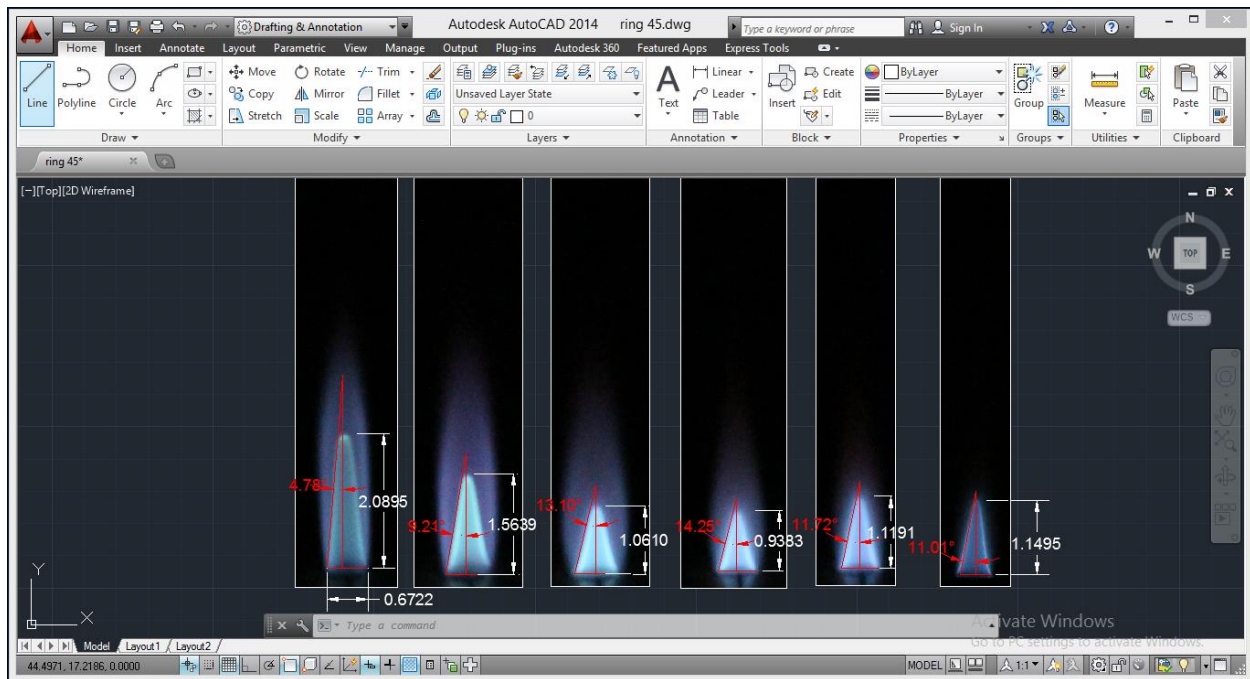 Drafting & Annotation
Autodesk AutoCAD 2014 ring 45.dwg
Type a keyword or phrase
Sign In
Home Insert Annotate Layout Parametric View Manage Output Plug-ins Autodesk 360 Featured Apps Express Tools
Line Polyline Circle Arc
Move Rotate Trim
Copy Mirror Fillet
Stretch Scale Array
Unsaved Layer State
0
Text
Linear
Leader
Table
Insert
Create
Edit
ByLayer
ByLayer
ByLayer
Group
Measure
Paste
Draw Modify Layers Annotation Block Properties Groups Utilities Clipboard
ring 45*
[–][Top][2D Wireframe]
N
W TOP E
S
WCS
4.78°
2.0895
9.21°
1.5639
13.10°
1.0610
14.25°
0.9383
11.72°
1.1191
11.01°
1.1495
0.6722
Y
X
Type a command
Activate Windows
Go to PC settings to activate Windows.
Model Layout1 Layout2
44.4971, 17.2186, 0.0000
MODEL
1:1